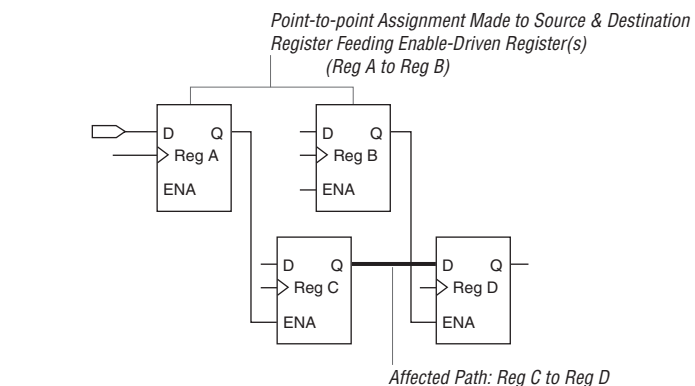 Point-to-point Assignment Made to Source & Destination
Register Feeding Enable-Driven Register(s)
(Reg A to Reg B)
D Q
Reg A
ENA
D Q
Reg B
ENA
D Q
Reg C
ENA
D Q
Reg D
ENA
Affected Path: Reg C to Reg D